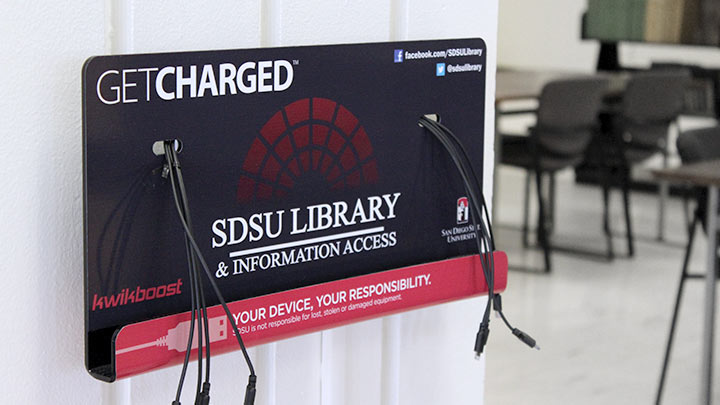 GETCHARGED™
facebook.com/SDSULibrary
@sdsulibrary
SDSU LIBRARY
& INFORMATION ACCESS
SAN DIEGO STATE
UNIVERSITY
kwikboost
YOUR DEVICE, YOUR RESPONSIBILITY.
SDSU is not responsible for lost, stolen or damaged equipment.